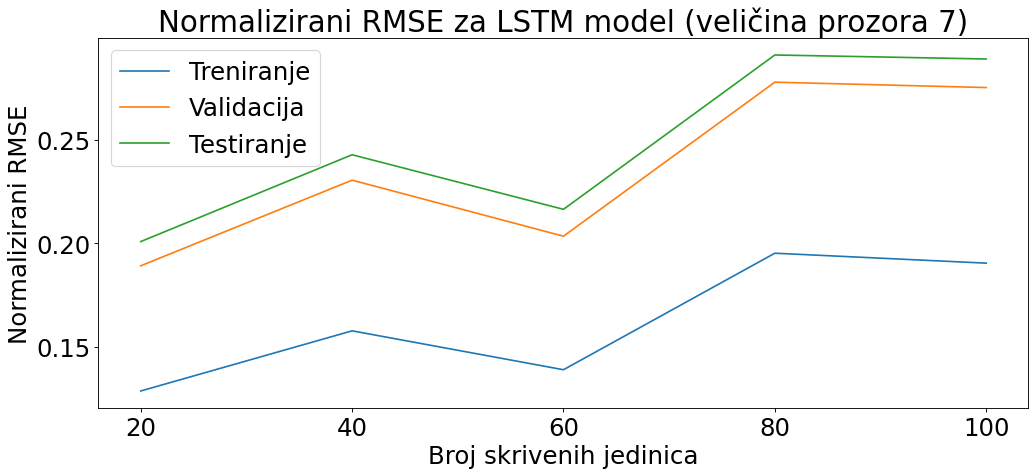 Normalizirani RMSE za LSTM model (veličina prozora 7)
Treniranje
Validacija
Testiranje
Normalizirani RMSE
0.25
0.20
0.15
20 40 60 80 100
Broj skrivenih jedinica